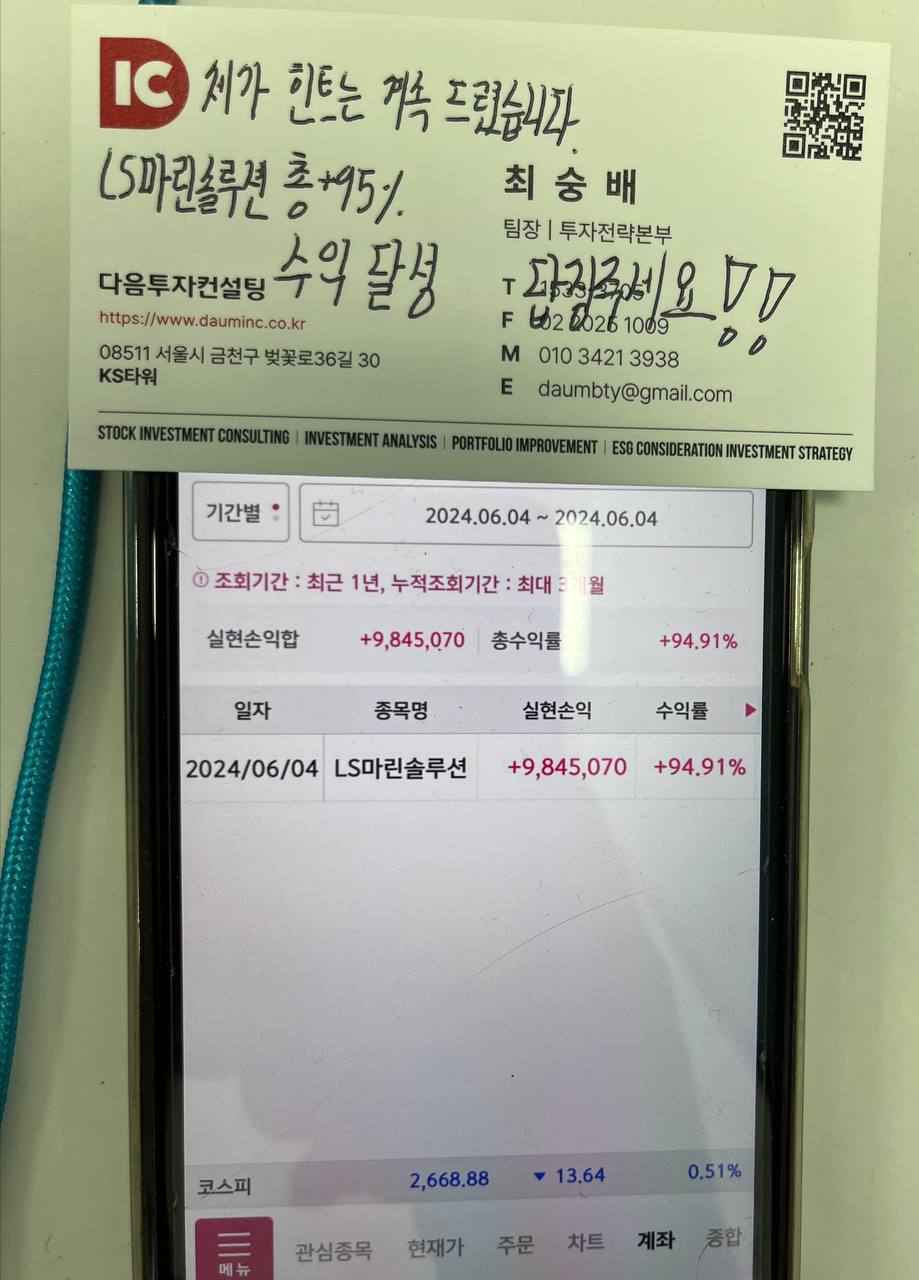 IC
체가 힌트는 계속 드렸습니다.
LS마린솔루션 총 +95%
수익 달성
답장주세요
최 승 배
팀장 | 투자전략본부
다음투자컨설팅
https://www.dauminc.co.kr
08511 서울시 금천구 벚꽃로36길 30
KS타워
T
F 02 2026 1009
M 010 3421 3938
E daumbty@gmail.com
STOCK INVESTMENT CONSULTING | INVESTMENT ANALYSIS | PORTFOLIO IMPROVEMENT | ESG CONSIDERATION INVESTMENT STRATEGY
기간별 2024.06.04 ~ 2024.06.04
조회기간 : 최근 1년, 누적조회기간 : 최대 3개월
실현손익합 +9,845,070 총수익률 +94.91%
일자 종목명 실현손익 수익률
2024/06/04 LS마린솔루션 +9,845,070 +94.91%
코스피 2,668.88 ▼ 13.64 0.51%
메뉴 관심종목 현재가 주문 차트 계좌 종합